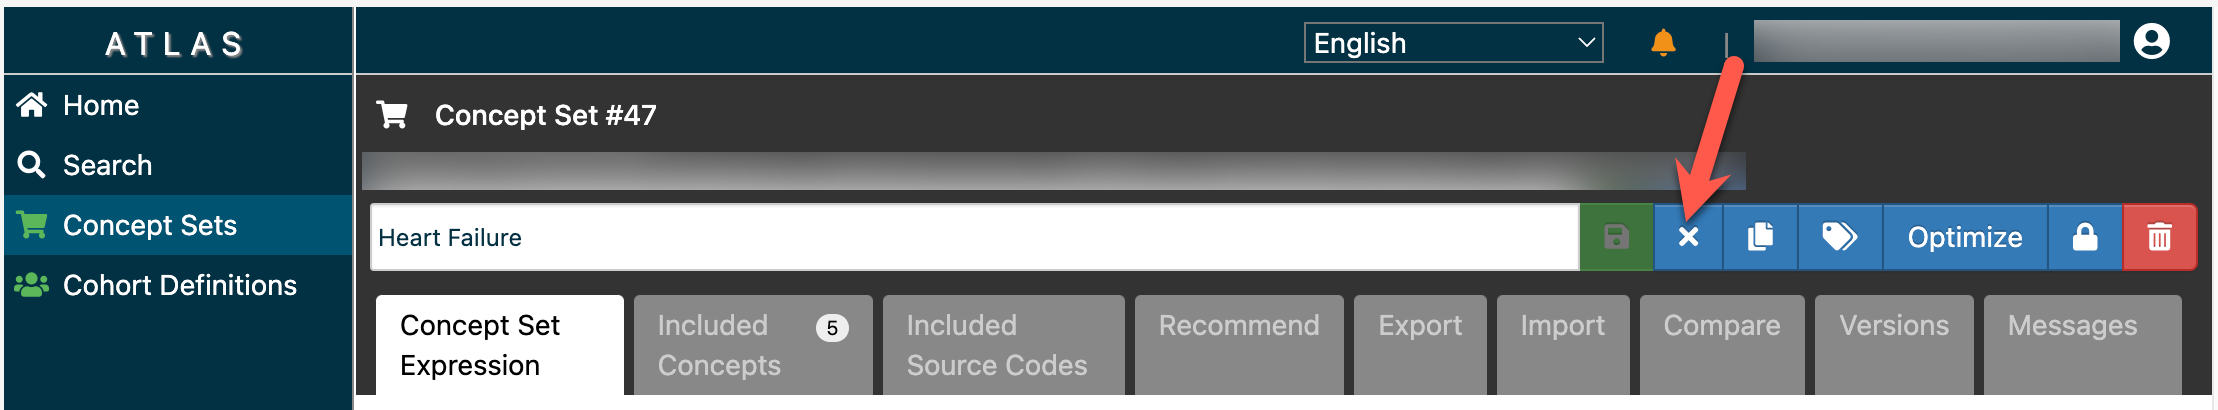 ATLAS
English
|
Home
Search
Concept Sets
Cohort Definitions
Concept Set #47
Heart Failure
Optimize
Concept Set
Expression
Included
Concepts
5
Included
Source Codes
Recommend
Export
Import
Compare
Versions
Messages